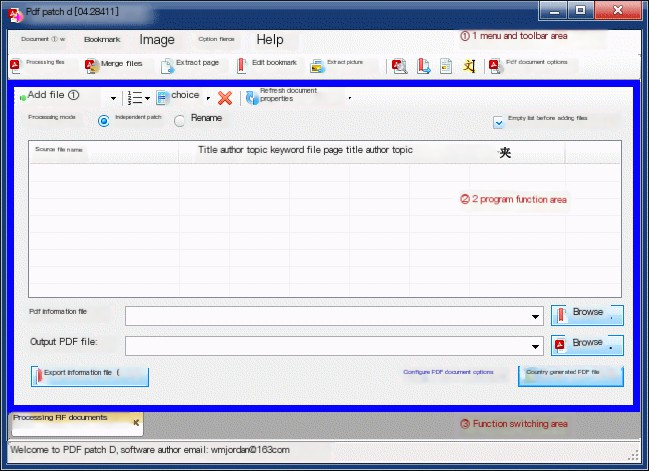 Pdf patch d [04 28411]
Document ① er Bookmark Image Option fierce Help ① 1 menu and toolbar area
Processing files Merge files Extract page Edit bookmark Extract picture 文 Pdf document options
Add file ① choice Refresh document
properties
Processing mode Independent patch Rename Empty list before adding files
Source file name Title author topic keyword file page title author topic 夹
② 2 program function area
Pdf information file Browse .
Output PDF file: Browse .
Export information file ( Configure PDF document options Country generated PDF file
Processing RF documents ③ Function switching area
Welcome to PDF patch D, software author email: wmjordan@163com